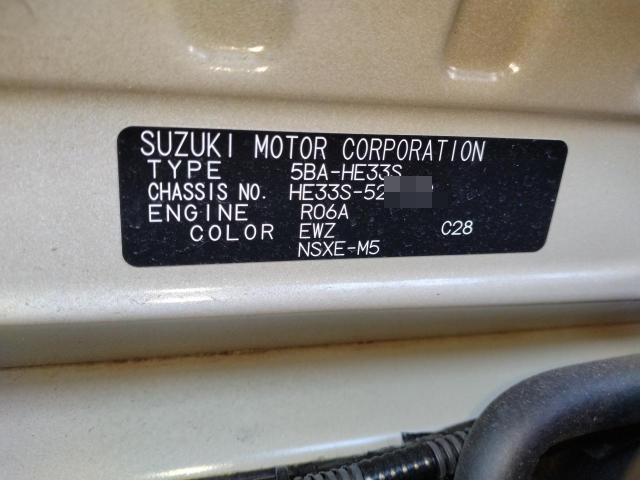 SUZUKI MOTOR CORPORATION
TYPE 5BA-HE33S
CHASSIS NO. HE33S-52
ENGINE R06A
COLOR EWZ C28
NSXE-M5